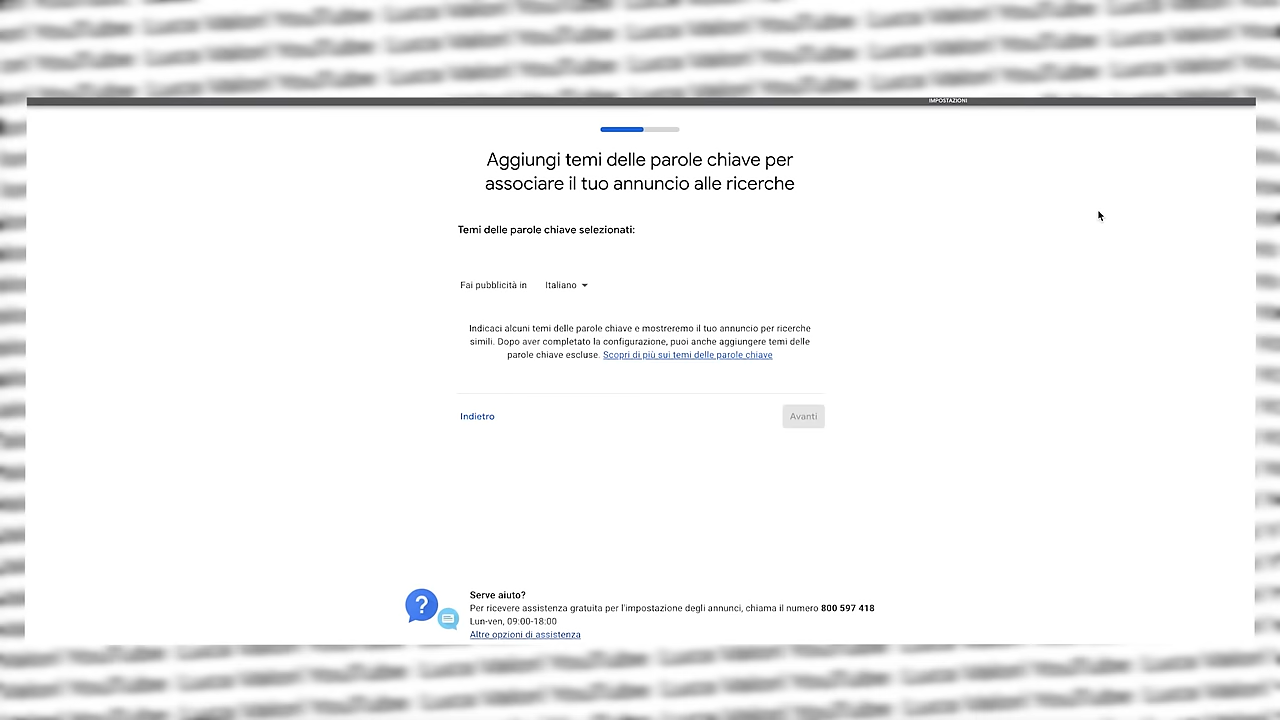 IMPOSTAZIONI
Aggiungi temi delle parole chiave per
associare il tuo annuncio alle ricerche
Temi delle parole chiave selezionati:
Fai pubblicità in Italiano
Indicaci alcuni temi delle parole chiave e mostreremo il tuo annuncio per ricerche
simili. Dopo aver completato la configurazione, puoi anche aggiungere temi delle
parole chiave escluse. Scopri di più sui temi delle parole chiave
Indietro Avanti
?
Serve aiuto?
Per ricevere assistenza gratuita per l'impostazione degli annunci, chiama il numero 800 597 418
Lun-ven, 09:00-18:00
Altre opzioni di assistenza